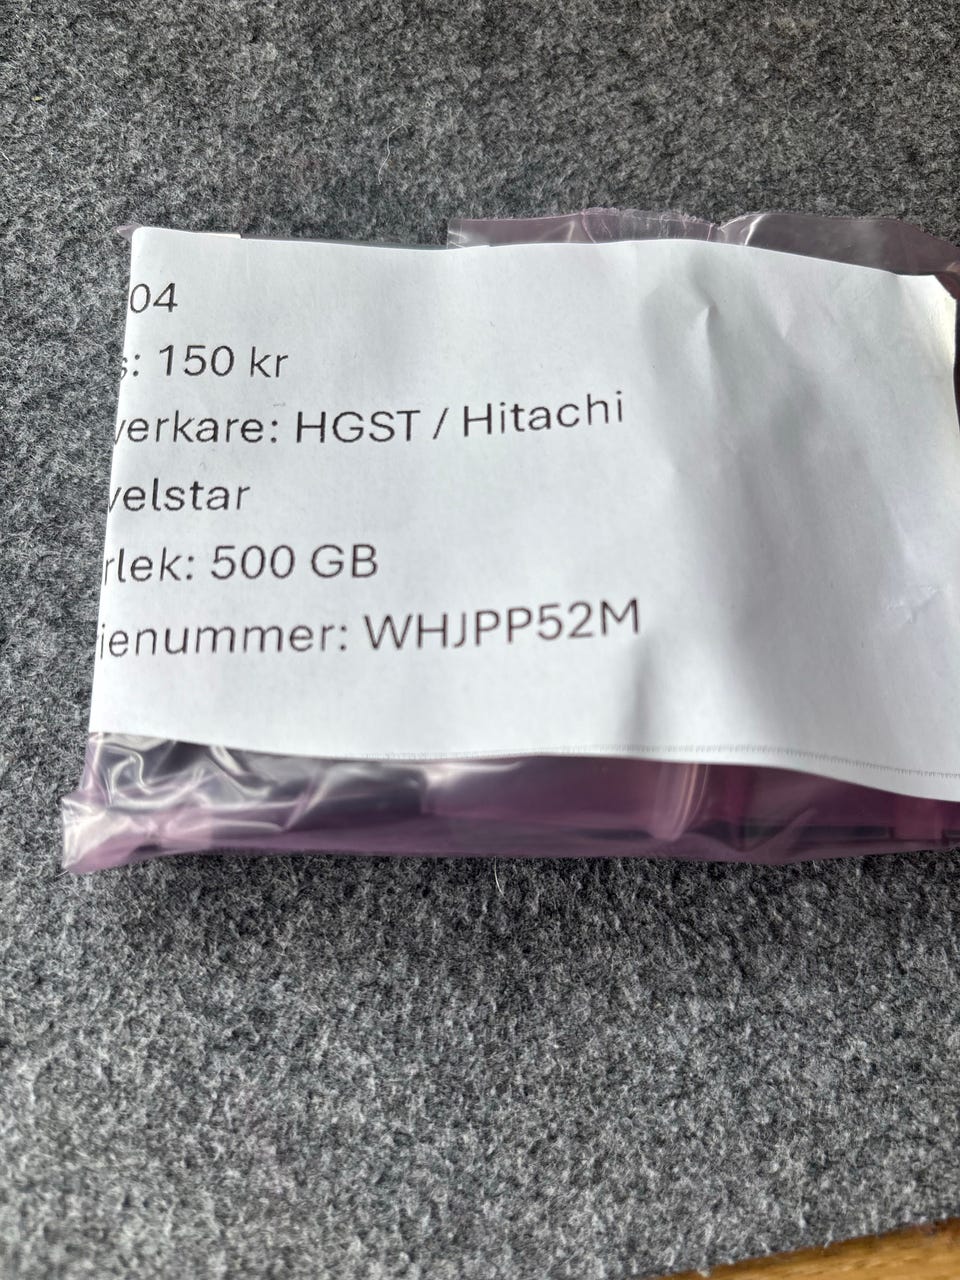 04
s: 150 kr
verkare: HGST / Hitachi
velstar
rlek: 500 GB
ienummer: WHJPP52M